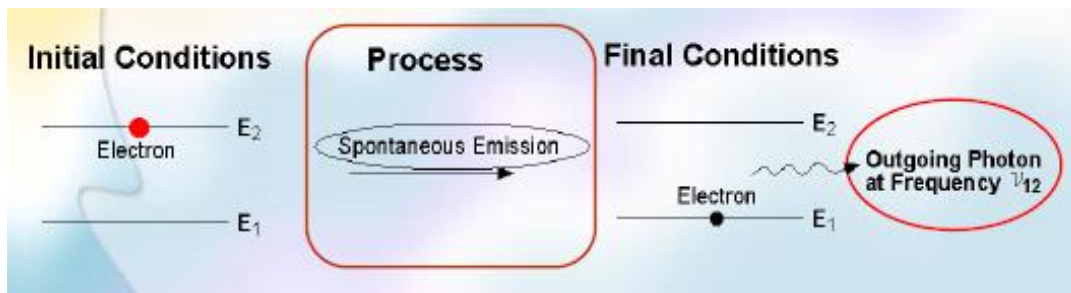 Initial Conditions
E2
Electron
E1
Process
Spontaneous Emission
Final Conditions
E2
Outgoing Photon
at Frequency ν12
Electron
E1